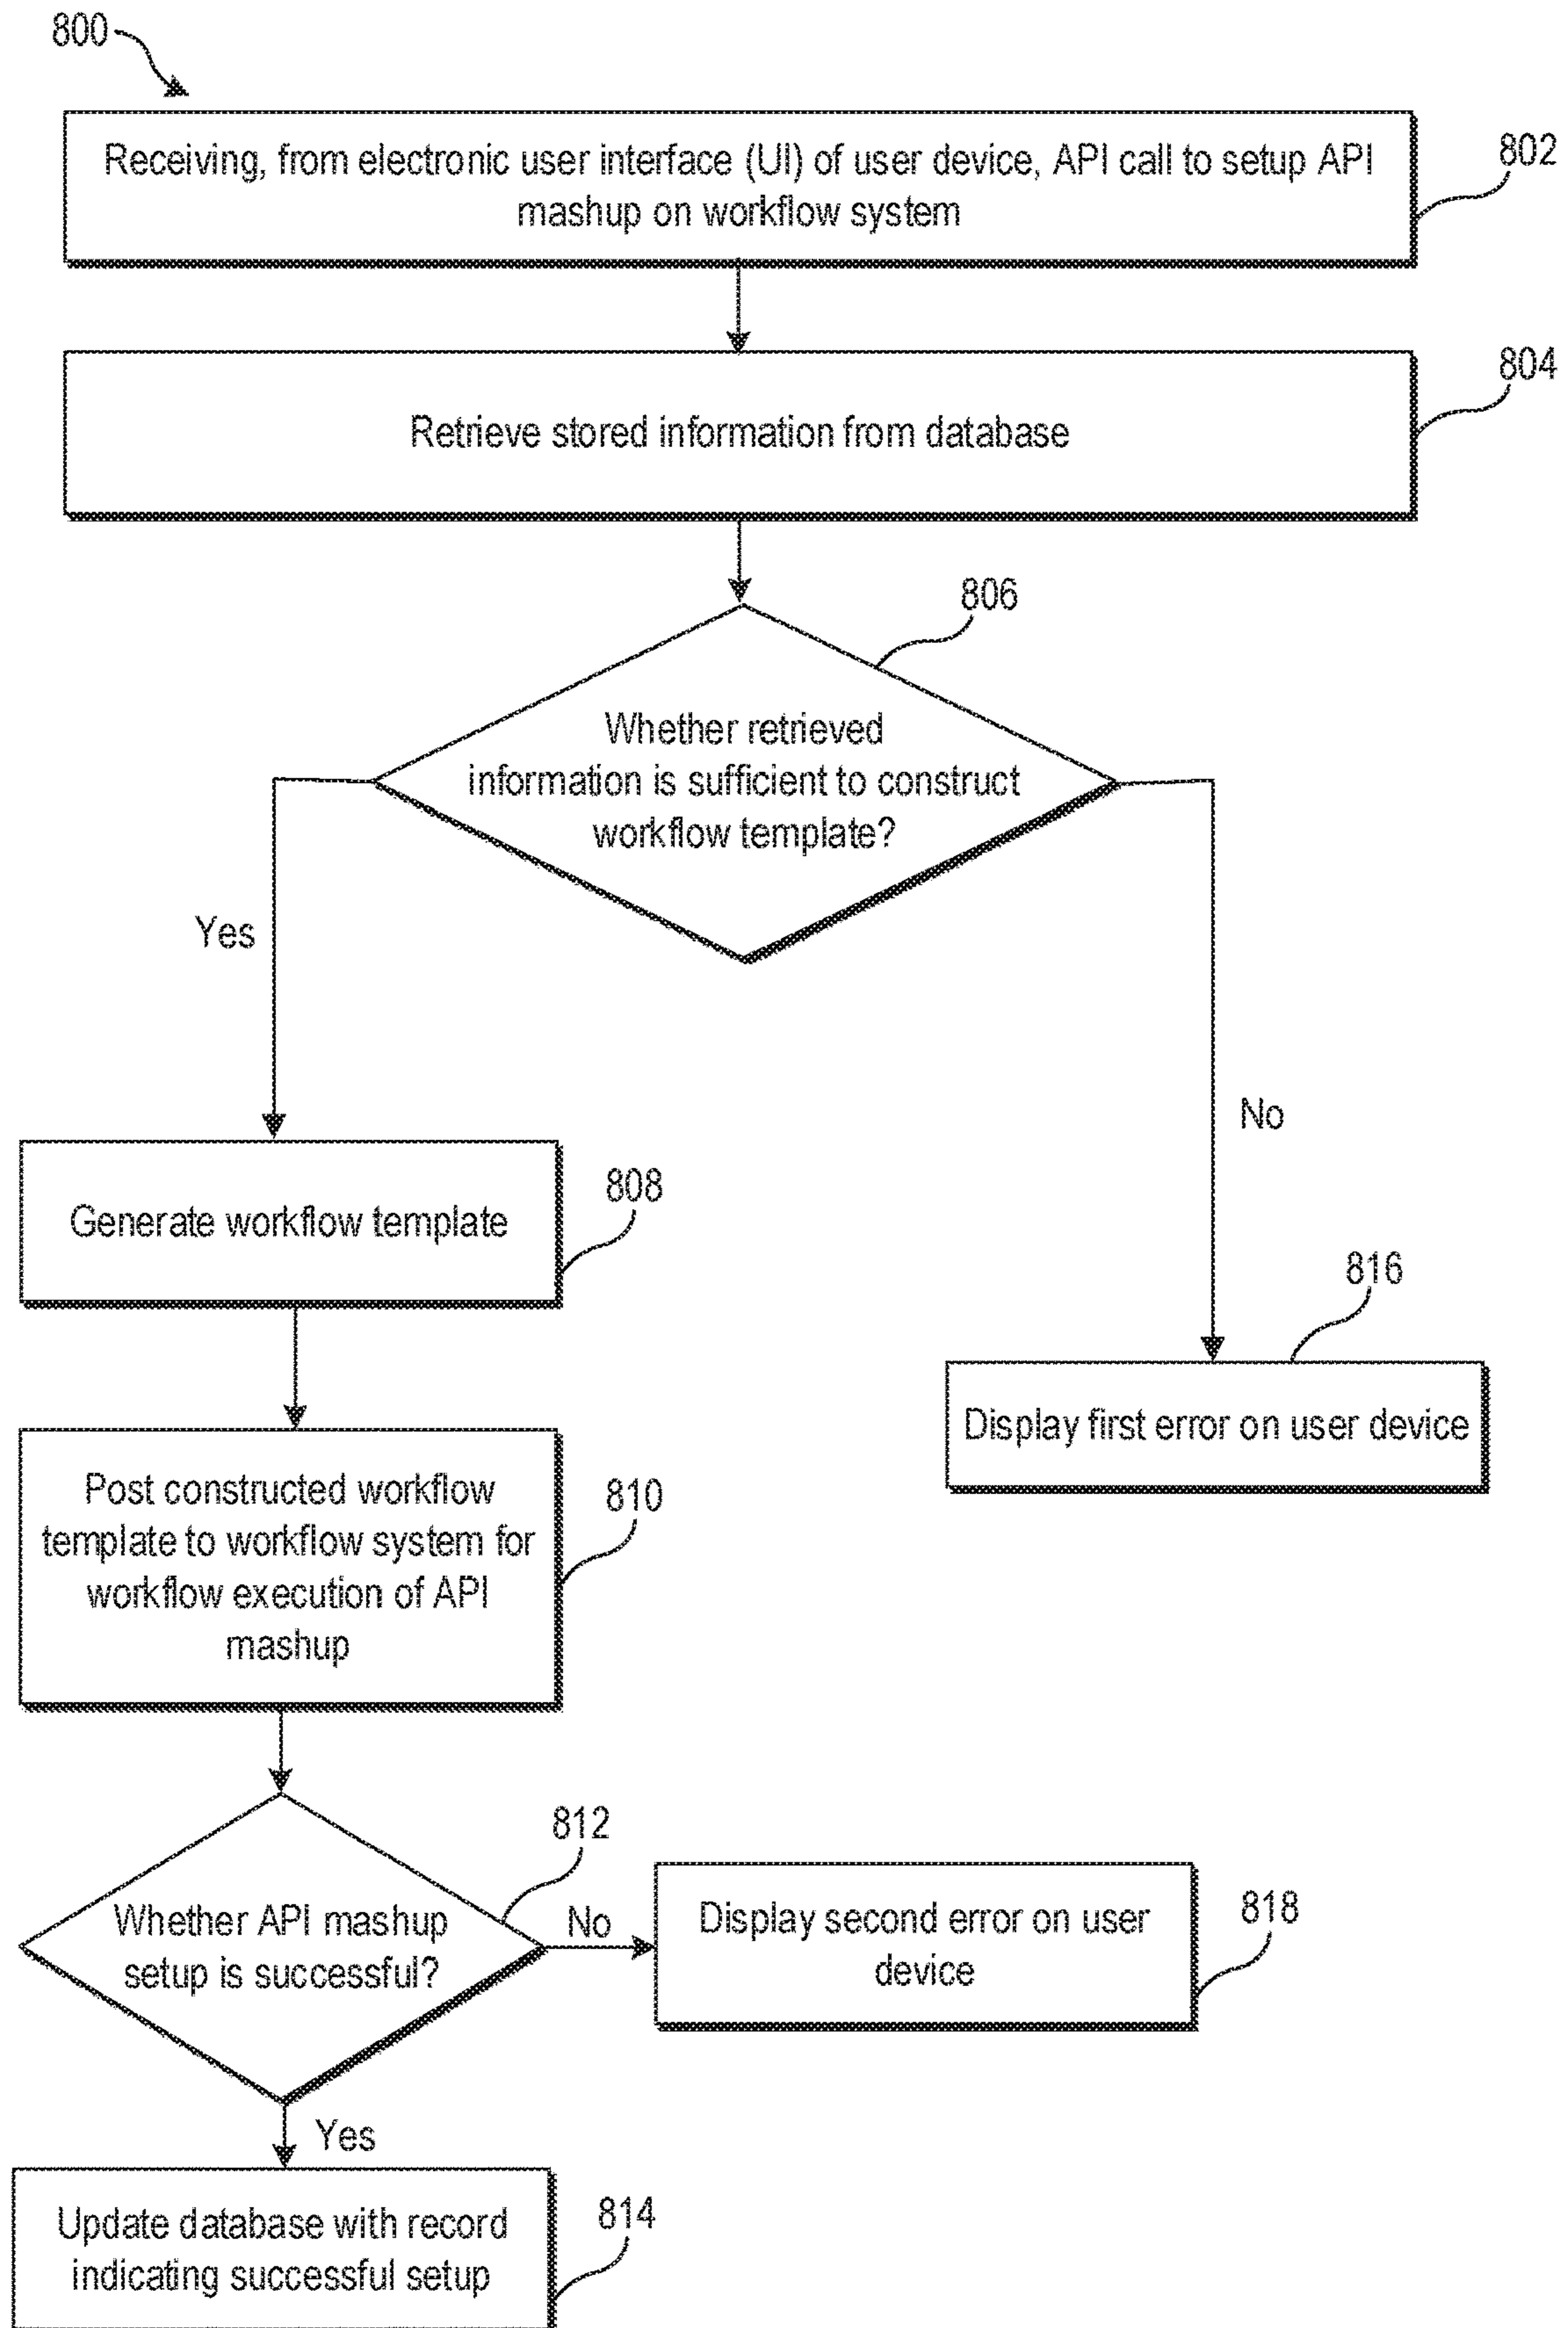 800
Receiving, from electronic user interface (UI) of user device, API call to setup API
mashup on workflow system
802
804
Retrieve stored information from database
806
Whether retrieved
information is sufficient to construct
workflow template?
Yes
No
808
Generate workflow template
816
Display first error on user device
Post constructed workflow
template to workflow system for
workflow execution of API
mashup
810
812
Whether API mashup
setup is successful?
No
Display second error on user
device
818
Yes
Update database with record
indicating successful setup
814